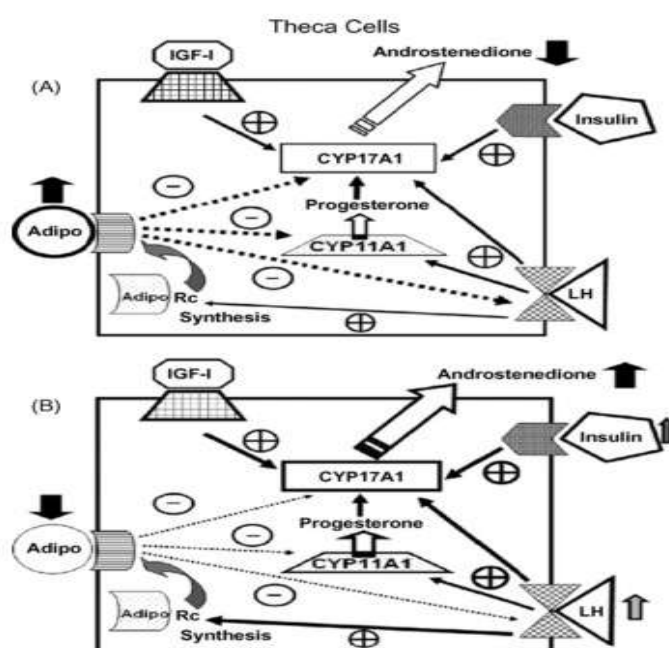 Theca Cells
(A)
IGF-I
Androstenedione
Insulin
CYP17A1
Progesterone
Adipo
CYP11A1
LH
Adipo Rc
Synthesis
(B)
IGF-I
Androstenedione
Insulin
CYP17A1
Progesterone
Adipo
CYP11A1
LH
Adipo Rc
Synthesis